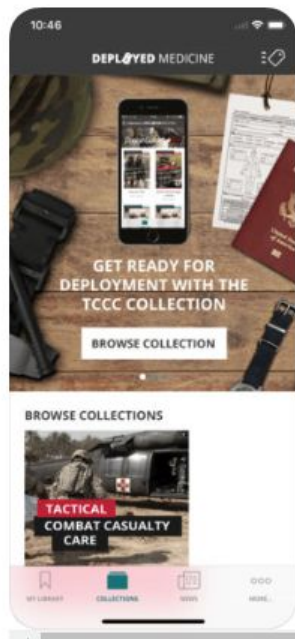 10:46
DEPLOYED MEDICINE
GET READY FOR
DEPLOYMENT WITH THE
TCCC COLLECTION
BROWSE COLLECTION
BROWSE COLLECTIONS
TACTICAL
COMBAT CASUALTY
CARE
MY LIBRARY
COLLECTIONS
NEWS
MORE...